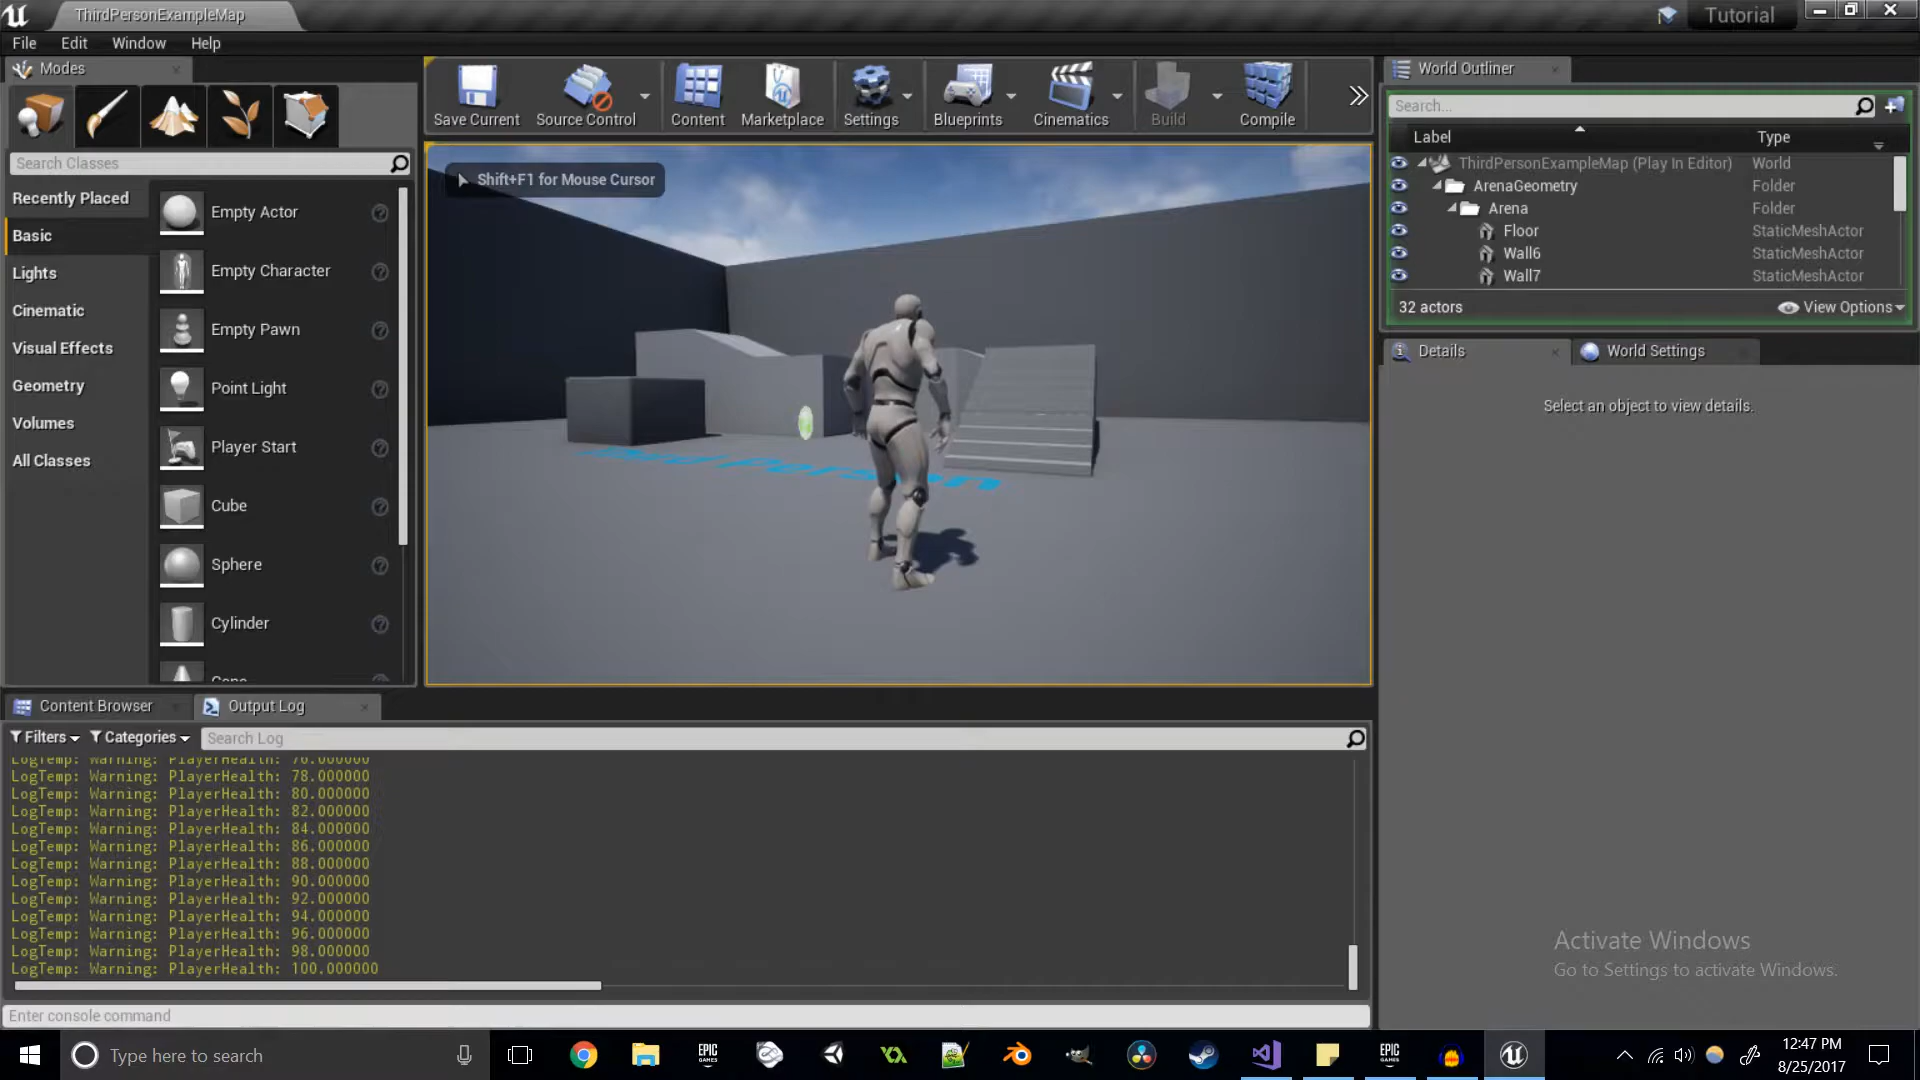 ThirdPersonExampleMap
Tutorial
File Edit Window Help
Modes
Save Current Source Control Content Marketplace Settings Blueprints Cinematics Build Compile
World Outliner
Search...
Label Type
ThirdPersonExampleMap (Play In Editor) World
ArenaGeometry Folder
Arena Folder
Floor StaticMeshActor
Wall6 StaticMeshActor
Wall7 StaticMeshActor
32 actors View Options
Details World Settings
Select an object to view details.
Search Classes
Recently Placed
Basic
Lights
Cinematic
Visual Effects
Geometry
Volumes
All Classes
Empty Actor
Empty Character
Empty Pawn
Point Light
Player Start
Cube
Sphere
Cylinder
Cone
Shift+F1 for Mouse Cursor
Person
Content Browser Output Log
Filters Categories Search Log
LogTemp: Warning: PlayerHealth: 76.000000
LogTemp: Warning: PlayerHealth: 78.000000
LogTemp: Warning: PlayerHealth: 80.000000
LogTemp: Warning: PlayerHealth: 82.000000
LogTemp: Warning: PlayerHealth: 84.000000
LogTemp: Warning: PlayerHealth: 86.000000
LogTemp: Warning: PlayerHealth: 88.000000
LogTemp: Warning: PlayerHealth: 90.000000
LogTemp: Warning: PlayerHealth: 92.000000
LogTemp: Warning: PlayerHealth: 94.000000
LogTemp: Warning: PlayerHealth: 96.000000
LogTemp: Warning: PlayerHealth: 98.000000
LogTemp: Warning: PlayerHealth: 100.000000
Enter console command
Activate Windows
Go to Settings to activate Windows.
Type here to search
EPIC GAMES
EPIC GAMES
12:47 PM
8/25/2017